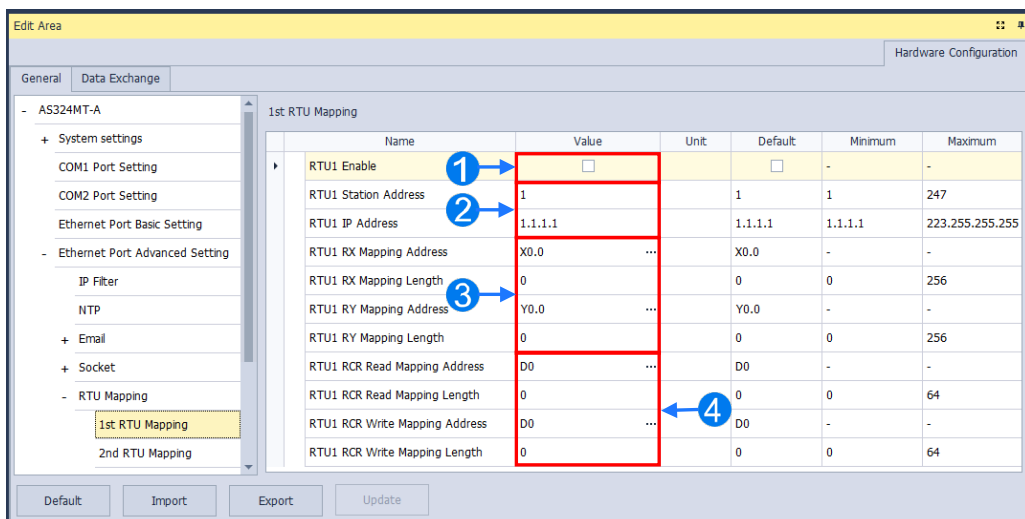 Edit Area
Hardware Configuration
General Data Exchange
- AS324MT-A
+ System settings
COM1 Port Setting
COM2 Port Setting
Ethernet Port Basic Setting
- Ethernet Port Advanced Setting
IP Filter
NTP
+ Email
+ Socket
- RTU Mapping
1st RTU Mapping
2nd RTU Mapping
1st RTU Mapping
Name Value Unit Default Minimum Maximum
RTU1 Enable 1 - -
RTU1 Station Address 1 1 1 247
2
RTU1 IP Address 1.1.1.1 1.1.1.1 1.1.1.1 223.255.255.255
RTU1 RX Mapping Address X0.0 ... X0.0 - -
RTU1 RX Mapping Length 0 0 0 256
3
RTU1 RY Mapping Address Y0.0 ... Y0.0 - -
RTU1 RY Mapping Length 0 0 0 256
RTU1 RCR Read Mapping Address D0 ... D0 - -
RTU1 RCR Read Mapping Length 0 0 0 64
4
RTU1 RCR Write Mapping Address D0 ... D0 - -
RTU1 RCR Write Mapping Length 0 0 0 64
Default Import Export Update